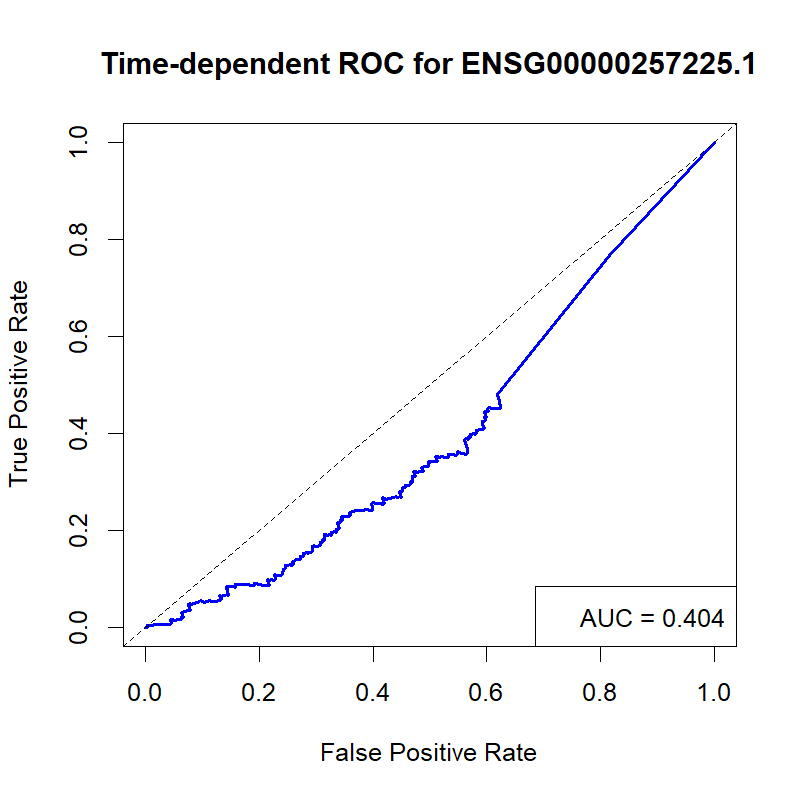 Time-dependent ROC for ENSG00000257225.1
True Positive Rate
1.0
0.8
0.6
0.4
0.2
0.0
AUC = 0.404
0.0 0.2 0.4 0.6 0.8 1.0
False Positive Rate